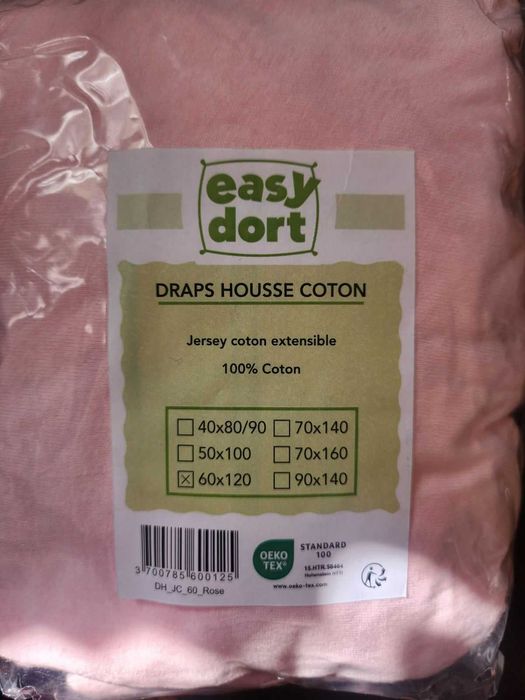 easy
dort
DRAPS HOUSSE COTON
Jersey coton extensible
100% Coton
40x80/90 70x140
50x100 70x160
60x120 90x140
3 700785 600125
DH_JC_60_Rose
OEKO
TEX®
STANDARD
100
www.oeko-tex.com